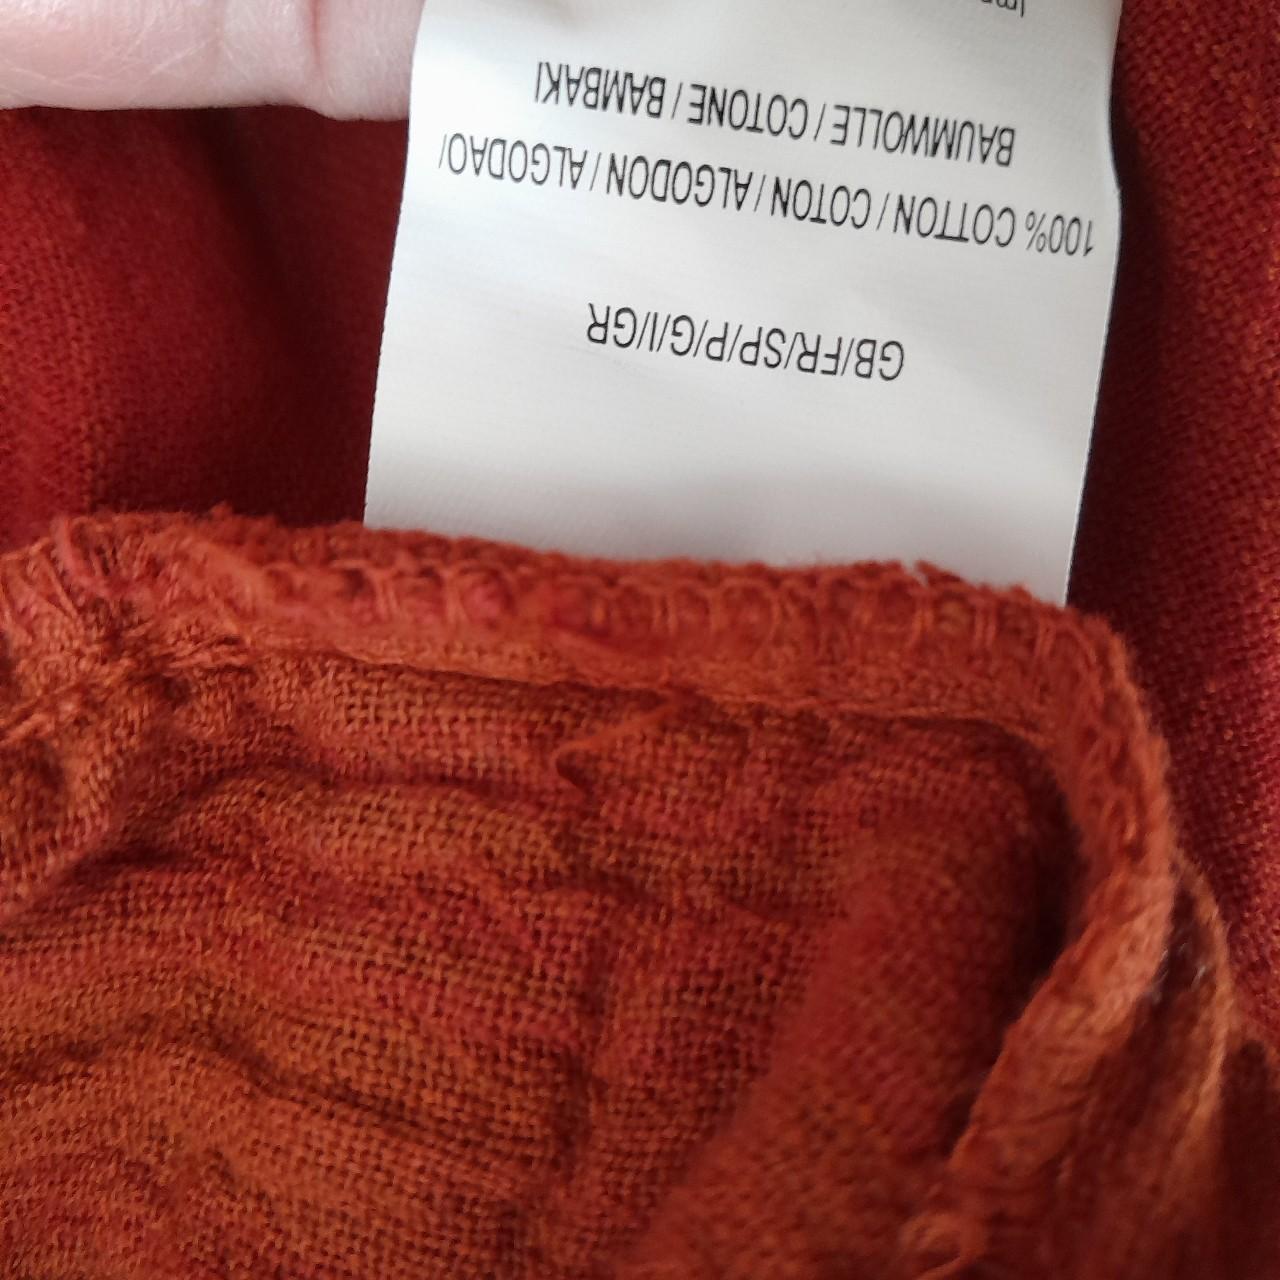 GB/FR/SP/P/G/I/GR
100% COTTON / COTON / ALGODON / ALGODAO/
BAUMWOLLE / COTONE / BAMBAKI